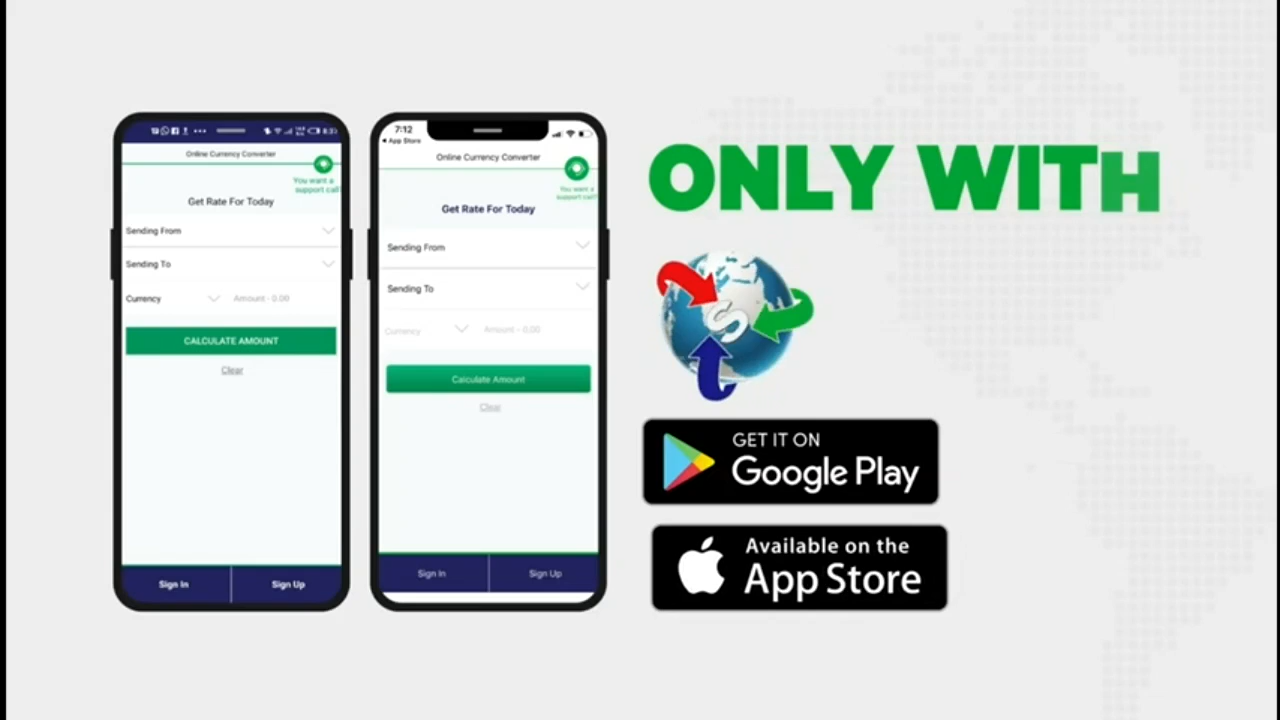 Online Currency Converter
You want a
support call?
Get Rate For Today
Sending From
Sending To
Currency
Amount - 0.00
CALCULATE AMOUNT
Clear
Sign In
Sign Up
7:12
App Store
Online Currency Converter
You want a
support call?
Get Rate For Today
Sending From
Sending To
Currency
Amount - 0.00
Calculate Amount
Clear
Sign In
Sign Up
ONLY WITH
S
GET IT ON
Google Play
Available on the
App Store